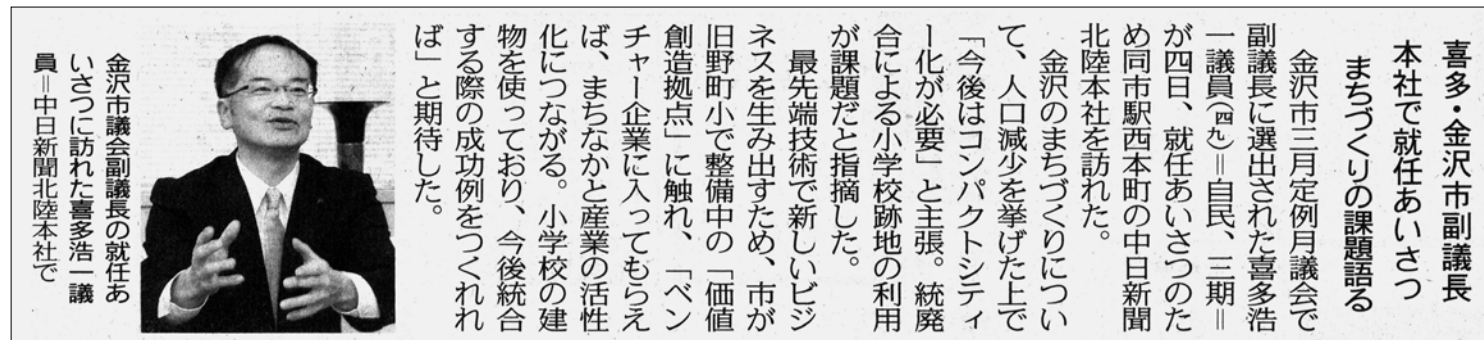 喜多・金沢市副議長
本社で就任あいさつ
まちづくりの課題語る
金沢市三月定例月議会で
副議長に選出された喜多浩
一議員(四九)＝自民、三期＝
が四日、就任あいさつのた
め同市駅西本町の中日新聞
北陸本社を訪れた。
金沢のまちづくりについ
て、人口減少を挙げた上で
「今後はコンパクトシティ
ー化が必要」と主張。統廃
合による小学校跡地の利用
が課題だと指摘した。
最先端技術で新しいビジ
ネスを生み出すため、市が
旧野町小で整備中の「価値
創造拠点」に触れ、「ベン
チャー企業に入ってもらえ
ば、まちなかと産業の活性
化につながる。小学校の建
物を使っており、今後統合
する際の成功例をつくれれ
ば」と期待した。
金沢市議会副議長の就任あ
いさつに訪れた喜多浩一議
員＝中日新聞北陸本社で